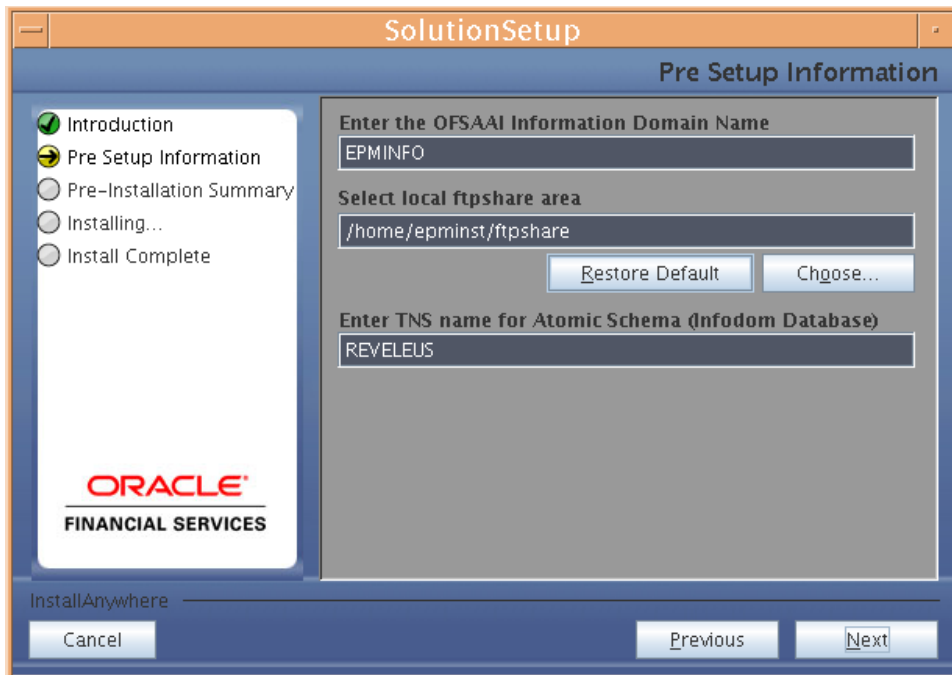 SolutionSetup
Pre Setup Information
Introduction
Pre Setup Information
Pre-Installation Summary
Installing...
Install Complete
ORACLE
FINANCIAL SERVICES
Enter the OFSAAI Information Domain Name
EPMINFO
Select local ftpshare area
/home/epminst/ftpshare
Restore Default
Choose...
Enter TNS name for Atomic Schema (Infodom Database)
REVELEUS
InstallAnywhere
Cancel
Previous
Next